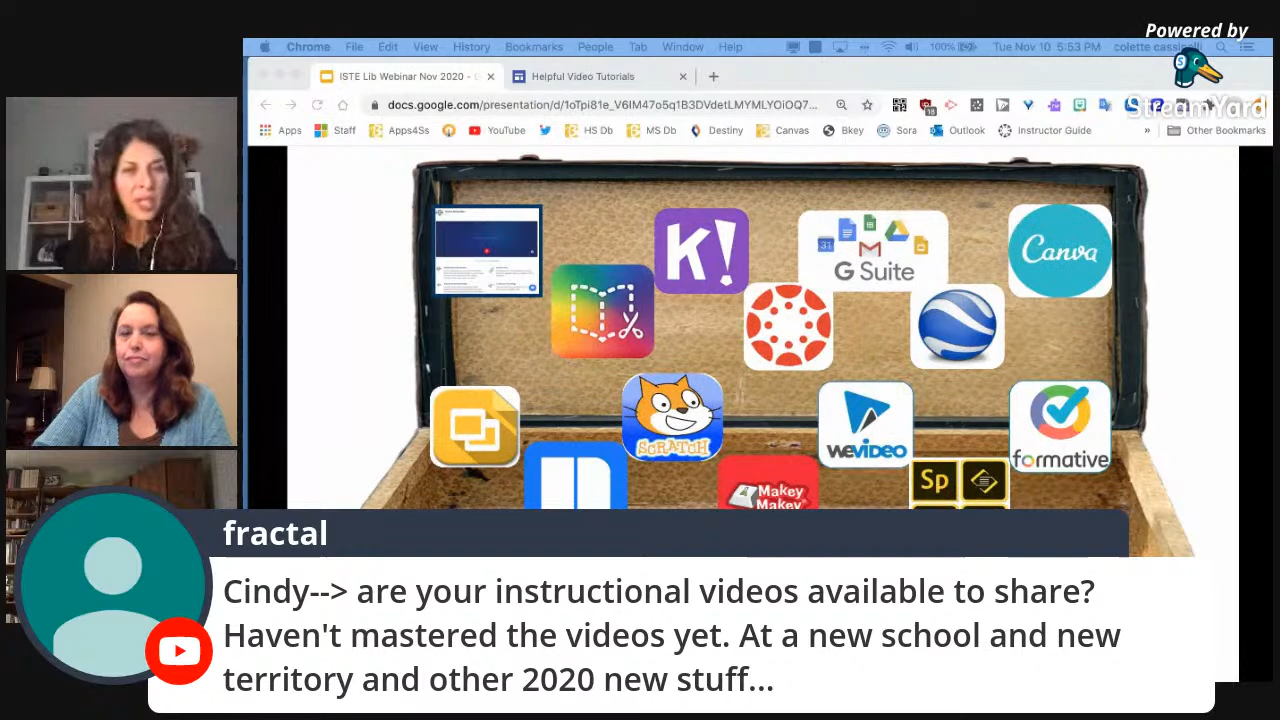 Powered by
StreamYard
Chrome File Edit View History Bookmarks People Tab Window Help 100% Tue Nov 10 5:53 PM colette cassinelli
ISTE Lib Webinar Nov 2020 - Helpful Video Tutorials
docs.google.com/presentation/d/1oTpi81e_V6IM47o5q1B3DVdetLMYMLYOiOQ7...
Apps Staff Apps4Ss YouTube HS Db MS Db Destiny Canvas Bkey Sora Outlook Instructor Guide » Other Bookmarks
K!
G Suite
Canva
SCRATCH
WEVIDEO
formative
Makey
Makey
Sp
fractal
Cindy--> are your instructional videos available to share?
Haven't mastered the videos yet. At a new school and new
territory and other 2020 new stuff...